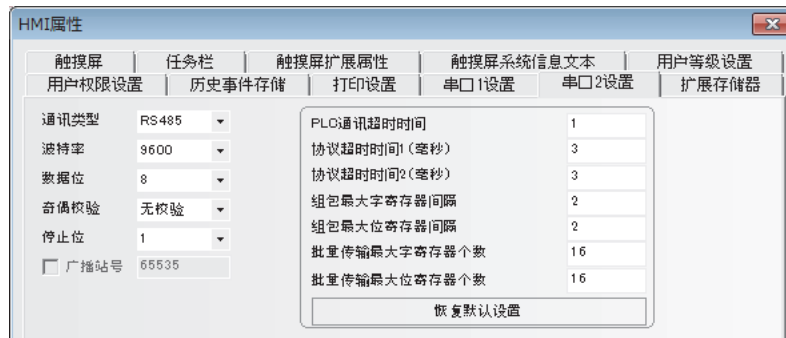 HMI属性
触摸屏 任务栏 触摸屏扩展属性 触摸屏系统信息文本 用户等级设置
用户权限设置 历史事件存储 打印设置 串口1设置 串口2设置 扩展存储器
通讯类型 RS485
波特率 9600
数据位 8
奇偶校验 无校验
停止位 1
广播站号 65535
PLC通讯超时时间 1
协议超时时间1(毫秒) 3
协议超时时间2(毫秒) 3
组包最大字寄存器间隔 2
组包最大位寄存器间隔 2
批量传输最大字寄存器个数 16
批量传输最大位寄存器个数 16
恢复默认设置